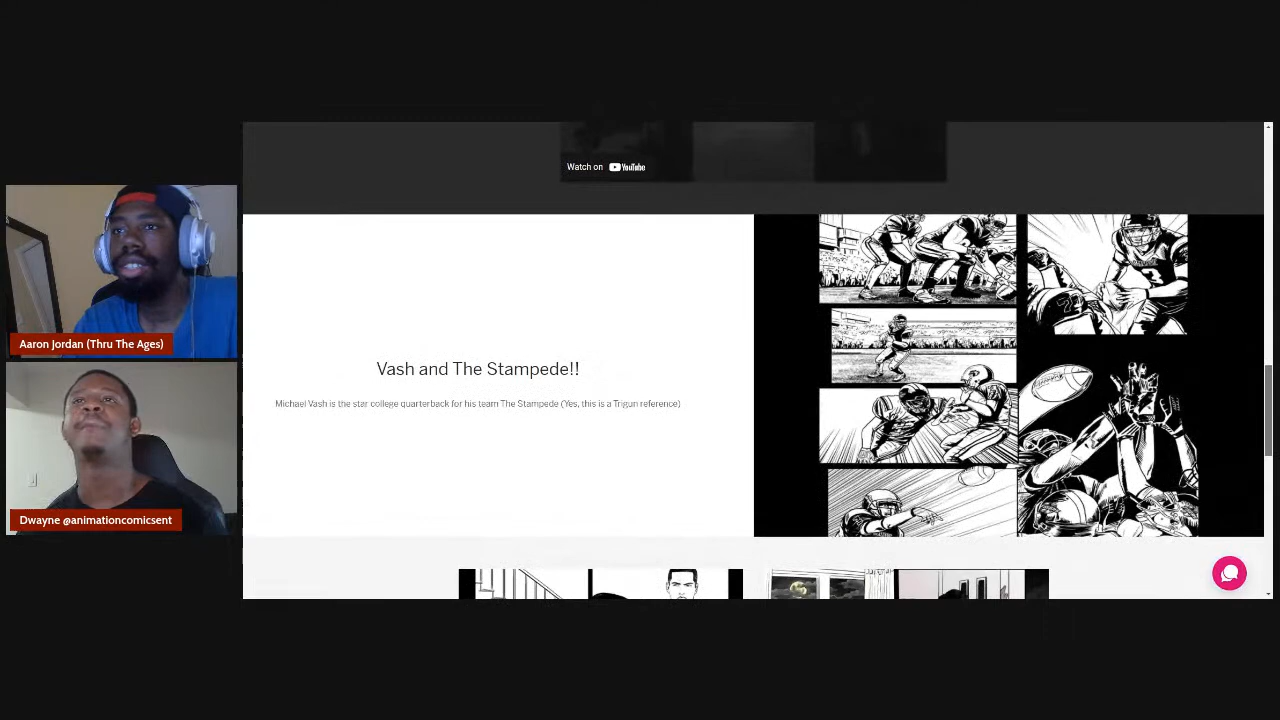 Watch on YouTube
Aaron Jordan (Thru The Ages)
Vash and The Stampede!!
Michael Vash is the star college quarterback for his team The Stampede (Yes, this is a Trigun reference)
3
Dwayne @animationcomicsent